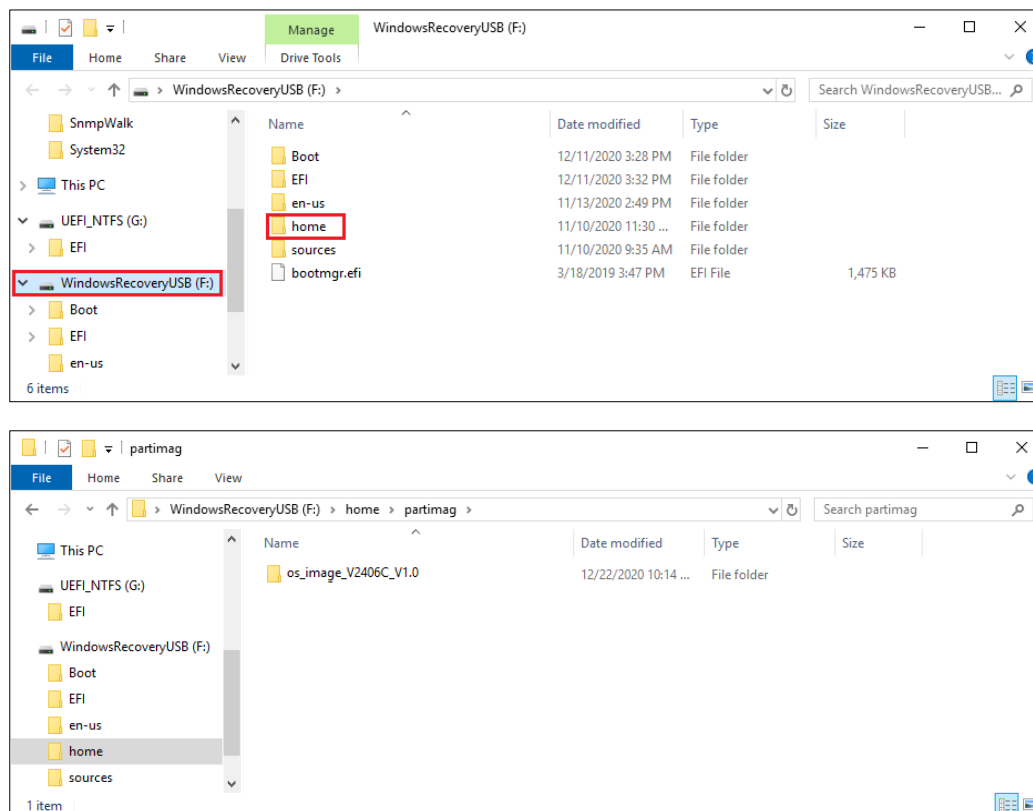 Manage WindowsRecoveryUSB (F:)
File Home Share View Drive Tools
WindowsRecoveryUSB (F:) Search WindowsRecoveryUSB...
SnmpWalk
System32
This PC
UEFI_NTFS (G:)
EFI
WindowsRecoveryUSB (F:)
Boot
EFI
en-us
Name Date modified Type Size
Boot 12/11/2020 3:28 PM File folder
EFI 12/11/2020 3:32 PM File folder
en-us 11/13/2020 2:49 PM File folder
home 11/10/2020 11:30 ... File folder
sources 11/10/2020 9:35 AM File folder
bootmgr.efi 3/18/2019 3:47 PM EFI File 1,475 KB
6 items
partimag
File Home Share View
WindowsRecoveryUSB (F:) home partimag Search partimag
This PC
UEFI_NTFS (G:)
EFI
WindowsRecoveryUSB (F:)
Boot
EFI
en-us
home
sources
Name Date modified Type Size
os_image_V2406C_V1.0 12/22/2020 10:14 ... File folder
1 item